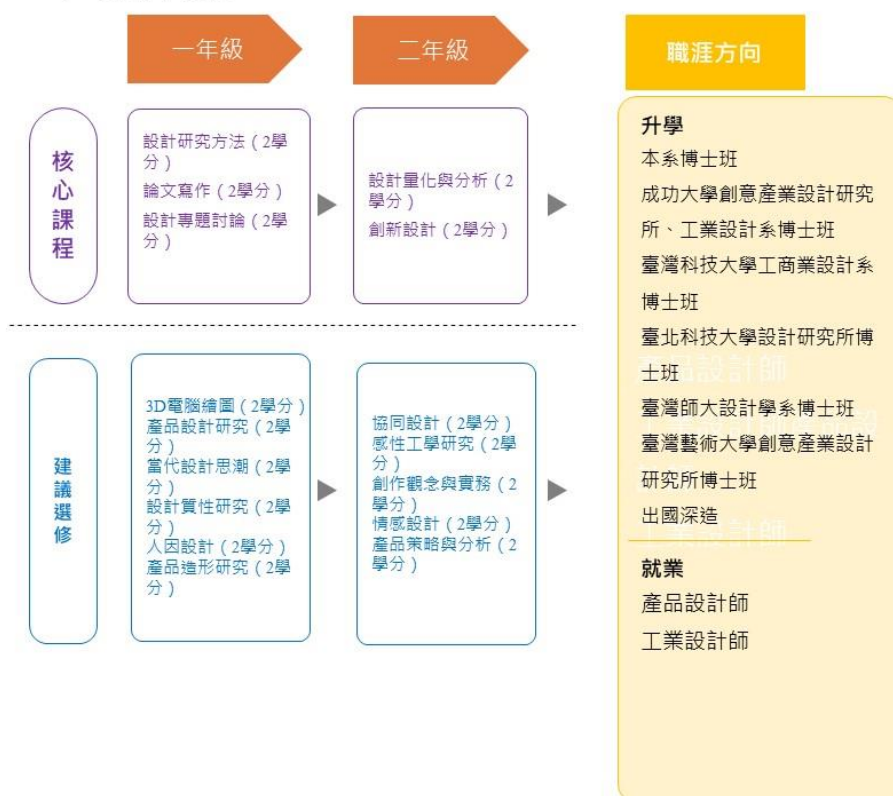 一年級
二年級
職涯方向
核
心
課
程
設計研究方法（2學
分）
論文寫作（2學分）
設計專題討論（2學
分）
設計量化與分析（2
學分）
創新設計（2學分）
建
議
選
修
3D電腦繪圖（2學分）
產品設計研究（2學
分）
當代設計思潮（2學
分）
設計質性研究（2學
分）
人因設計（2學分）
產品造形研究（2學
分）
協同設計（2學分）
感性工學研究（2學
分）
創作觀念與實務（2
學分）
情感設計（2學分）
產品策略與分析（2
學分）
升學
本系博士班
成功大學創意產業設計研究
所、工業設計系博士班
臺灣科技大學工商業設計系
博士班
臺北科技大學設計研究所博
士班
臺灣師大設計學系博士班
臺灣藝術大學創意產業設計
研究所博士班
出國深造
就業
產品設計師
工業設計師